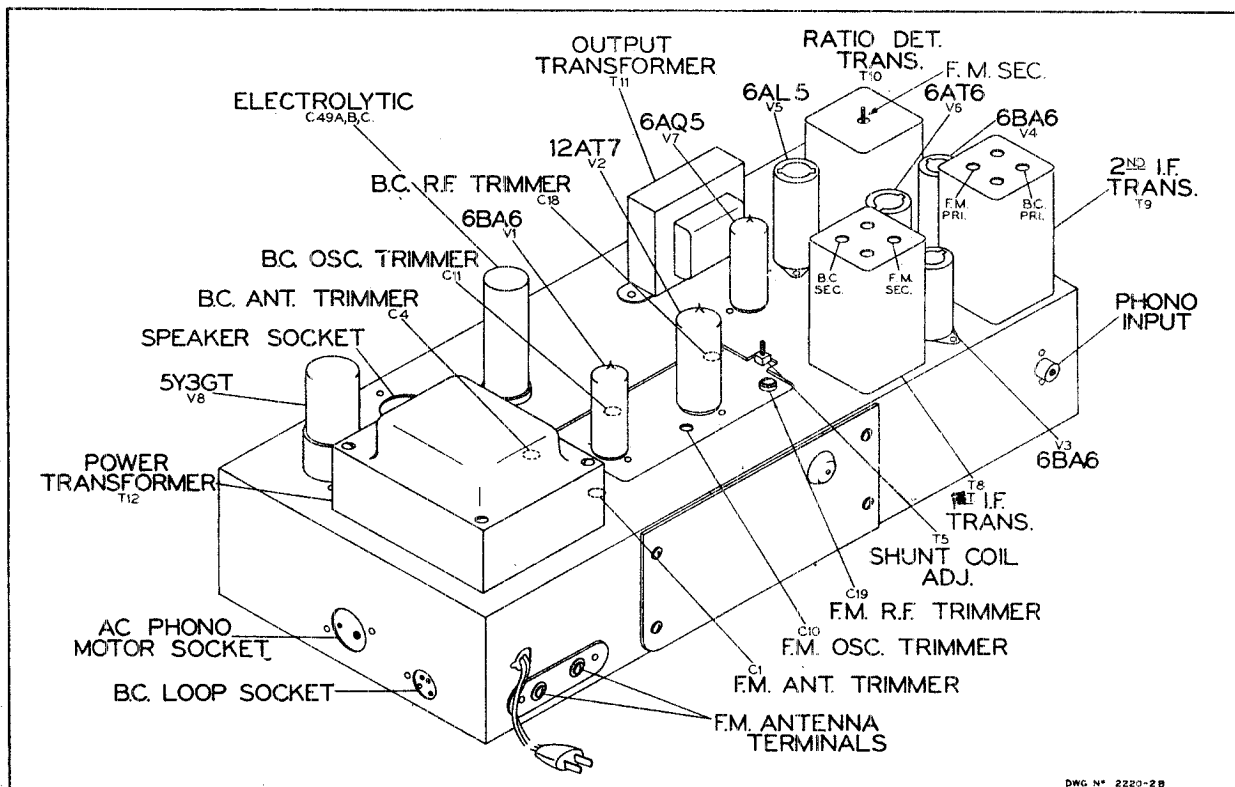 OUTPUT
TRANSFORMER
T11
RATIO DET.
TRANS.
T10
F.M. SEC.
ELECTROLYTIC
C49A,B,C.
6AQ5
V7
6AL5
V5
6AT6
V6
6BA6
V4
12AT7
V2
B.C. R.F. TRIMMER
C18
2ND I.F.
TRANS.
T9
F.M.
PRI.
B.C.
PRI.
6BA6
V1
B.C. OSC. TRIMMER
C11
B.C.
SEC.
F.M.
SEC.
B.C. ANT. TRIMMER
C4
PHONO
INPUT
SPEAKER SOCKET
5Y3GT
V8
V3
6BA6
POWER
TRANSFORMER
T12
T8
I.F.
TRANS.
T5
SHUNT COIL
ADJ.
C19
F.M. R.F. TRIMMER
AC PHONO
MOTOR SOCKET
C10
F.M. OSC. TRIMMER
C1
F.M. ANT. TRIMMER
B.C. LOOP SOCKET
F.M. ANTENNA
TERMINALS
DWG Nº 2220-28